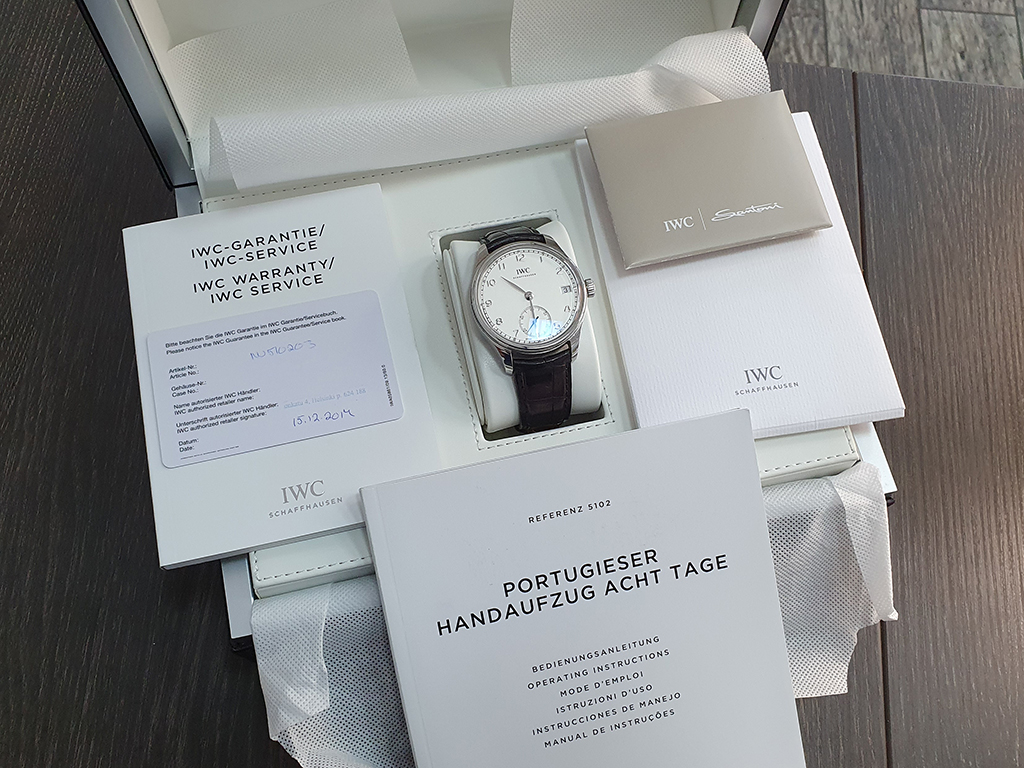 IWC-GARANTIE/
IWC-SERVICE
IWC WARRANTY/
IWC SERVICE
Bitte beachten Sie die IWC Garantie im IWC Garantie/Servicebuch.
Please notice the IWC Guarantee in the IWC Guarantee/Service book.
Artikel-Nr.:
Article No.:
IW510203
Gehäuse-Nr.:
Case No.:
Name autorisierter IWC Händler:
IWC authorized retailer name:
Unterschrift autorisierter IWC Händler:
IWC authorized retailer signature:
Datum:
Date:
15.12.2014
IWC
SCHAFFHAUSEN
IWC
SCHAFFHAUSEN
IWC | Santoni
IWC
SCHAFFHAUSEN
REFERENZ 5102
PORTUGIESER
HANDAUFZUG ACHT TAGE
BEDIENUNGSANLEITUNG
OPERATING INSTRUCTIONS
MODE D'EMPLOI
ISTRUZIONI D'USO
INSTRUCCIONES DE MANEJO
MANUAL DE INSTRUÇÕES